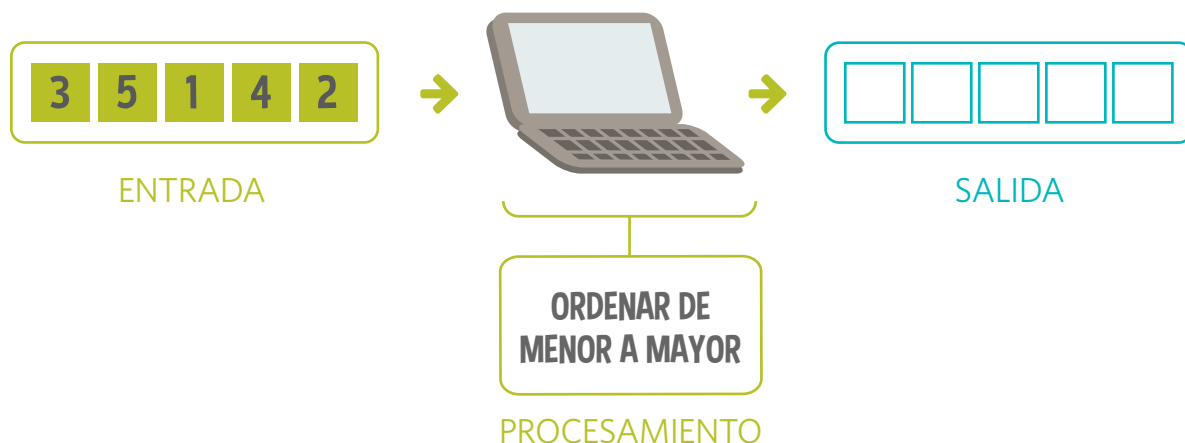 3 5 1 4 2
ENTRADA
SALIDA
ORDENAR DE
MENOR A MAYOR
PROCESAMIENTO